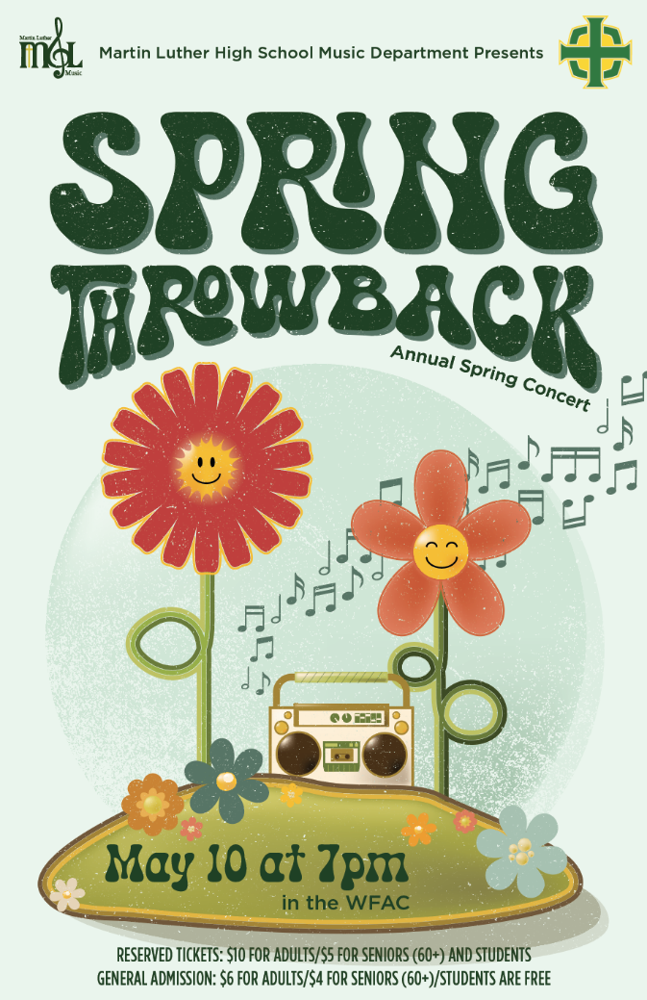 Martin Luther
MGL
Music
Martin Luther High School Music Department Presents
SPRING
THROWBACK
Annual Spring Concert
May 10 at 7pm
in the WFAC
RESERVED TICKETS: $10 FOR ADULTS/$5 FOR SENIORS (60+) AND STUDENTS
GENERAL ADMISSION: $6 FOR ADULTS/$4 FOR SENIORS (60+)/STUDENTS ARE FREE